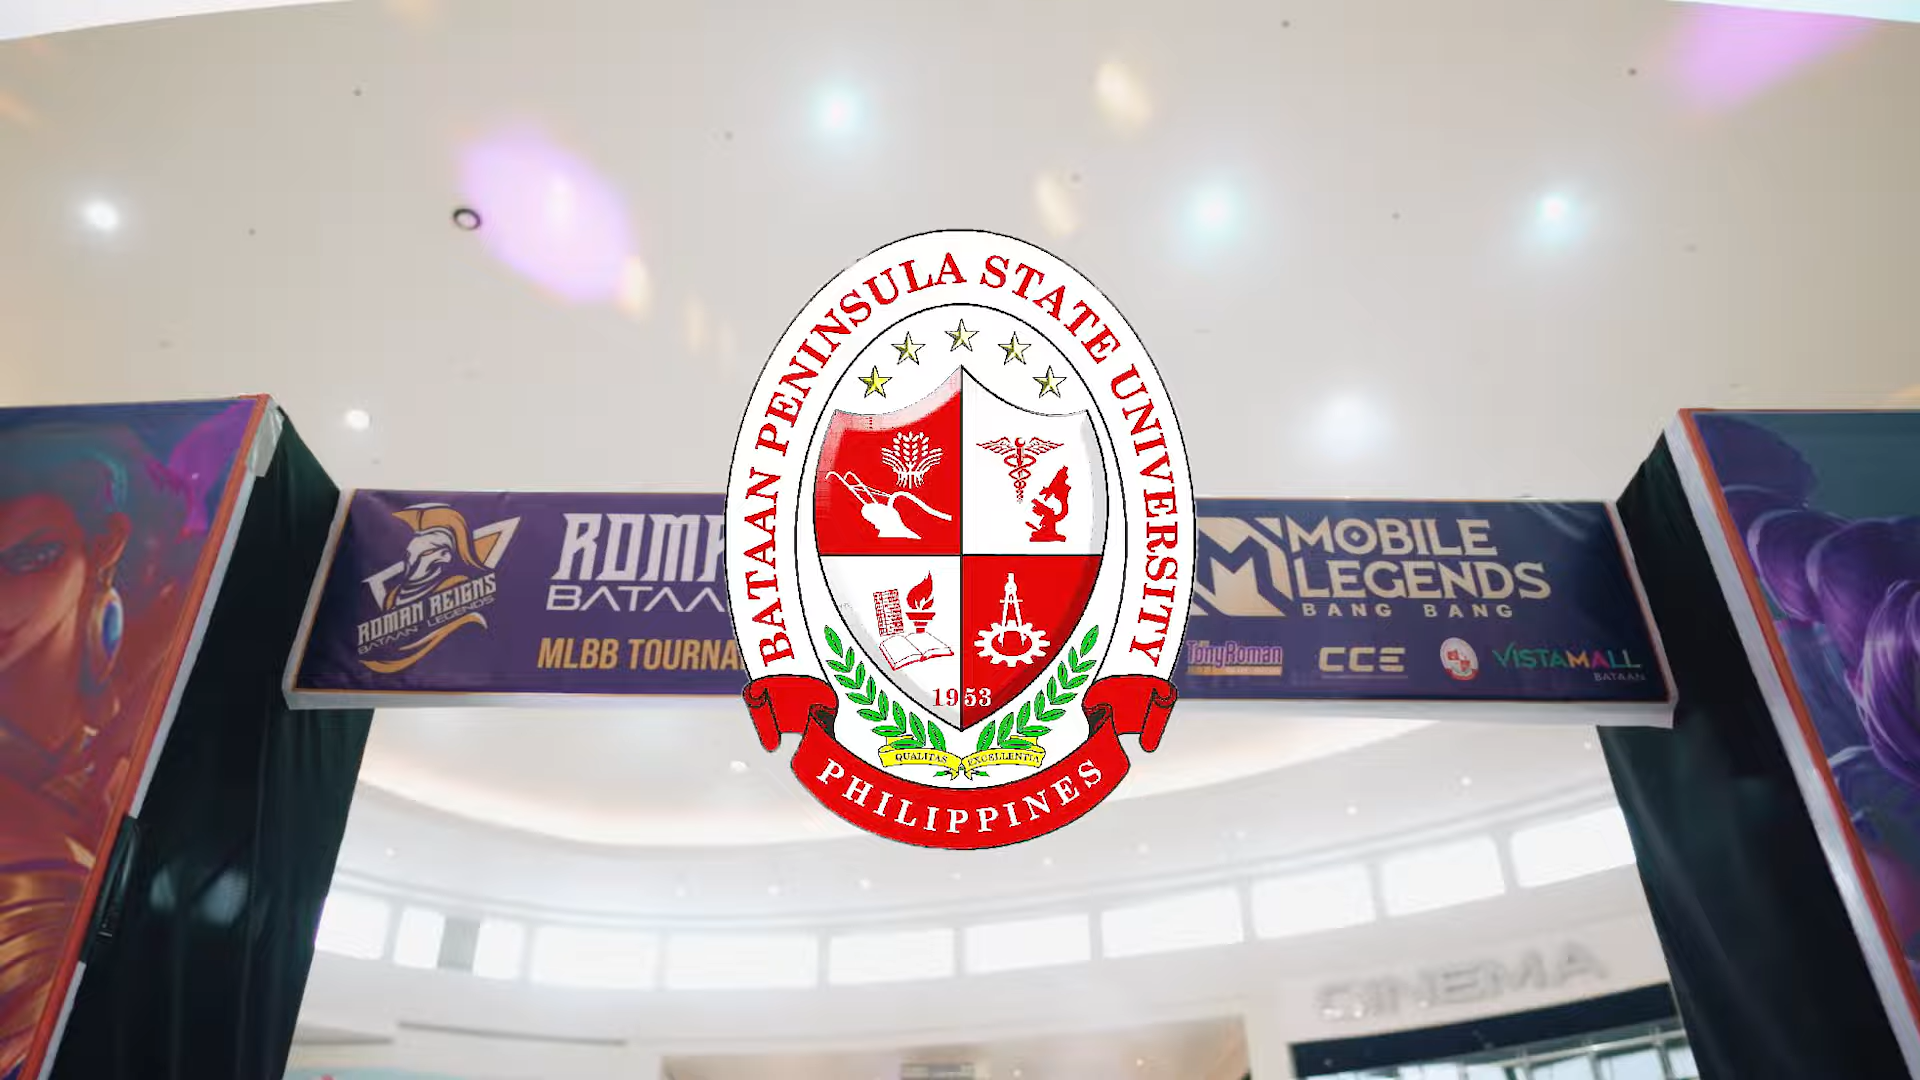 BATAAN PENINSULA STATE UNIVERSITY
1953
QUALITAS EXCELLENTIA
PHILIPPINES
ROMAN REIGNS
BATAAN LEGENDS
MLBB
MOBILE
LEGENDS
BANG BANG
TonyRoman
CCE
VISTAMALL
BATAAN
CINEMA